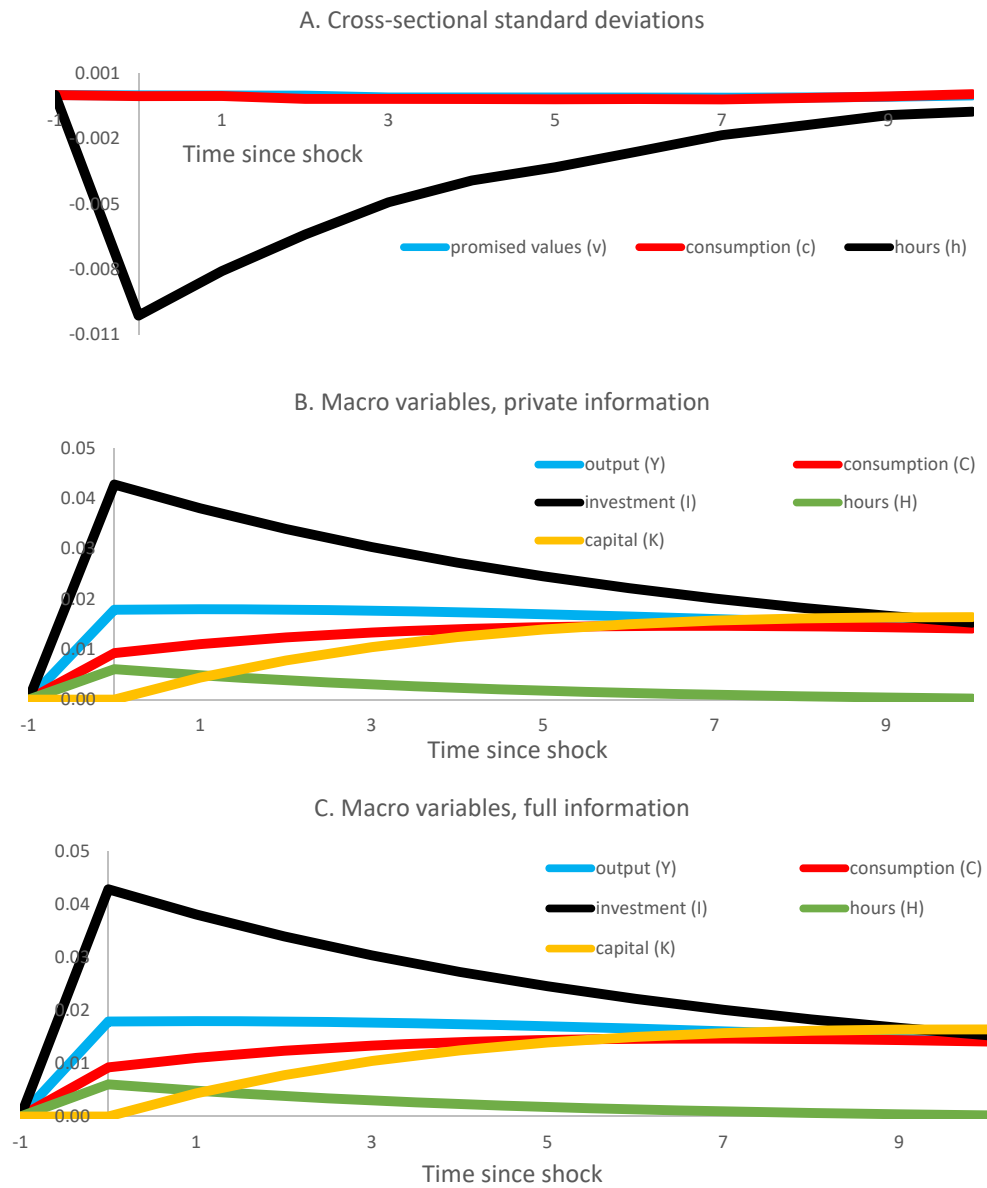 A. Cross-sectional standard deviations
0.001
-1 1 3 5 7 9
-0.002
Time since shock
-0.005
promised values (v) consumption (c) hours (h)
-0.008
-0.011
B. Macro variables, private information
0.05
output (Y) consumption (C)
0.04
investment (I) hours (H)
capital (K)
0.03
0.02
0.01
0.00
-1 1 3 5 7 9
Time since shock
C. Macro variables, full information
0.05
output (Y) consumption (C)
0.04
investment (I) hours (H)
capital (K)
0.03
0.02
0.01
0.00
-1 1 3 5 7 9
Time since shock